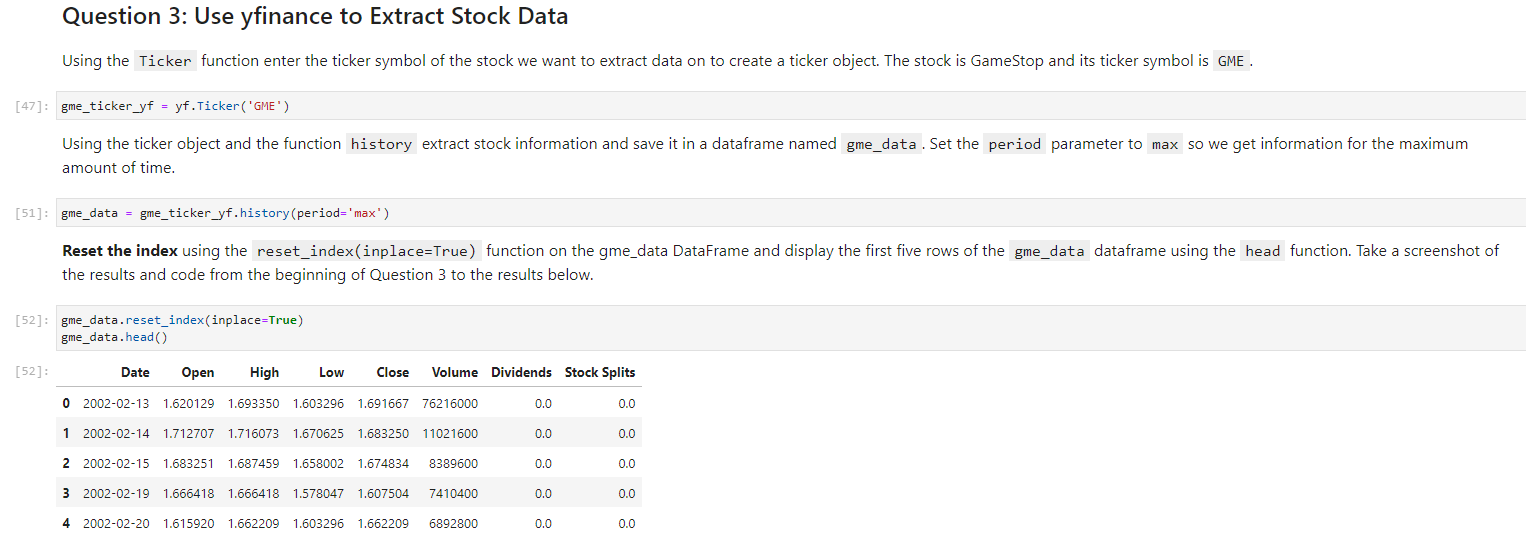 Question 3: Use yfinance to Extract Stock Data
Using the Ticker function enter the ticker symbol of the stock we want to extract data on to create a ticker object. The stock is GameStop and its ticker symbol is GME.
[47]: gme_ticker_yf = yf.Ticker('GME')
Using the ticker object and the function history extract stock information and save it in a dataframe named gme_data. Set the period parameter to max so we get information for the maximum
amount of time.
[51]: gme_data = gme_ticker_yf.history(period='max')
Reset the index using the reset_index(inplace=True) function on the gme_data DataFrame and display the first five rows of the gme_data dataframe using the head function. Take a screenshot of
the results and code from the beginning of Question 3 to the results below.
[52]: gme_data.reset_index(inplace=True)
gme_data.head()
[52]: Date Open High Low Close Volume Dividends Stock Splits
0 2002-02-13 1.620129 1.693350 1.603296 1.691667 76216000 0.0 0.0
1 2002-02-14 1.712707 1.716073 1.670625 1.683250 11021600 0.0 0.0
2 2002-02-15 1.683251 1.687459 1.658002 1.674834 8389600 0.0 0.0
3 2002-02-19 1.666418 1.666418 1.578047 1.607504 7410400 0.0 0.0
4 2002-02-20 1.615920 1.662209 1.603296 1.662209 6892800 0.0 0.0